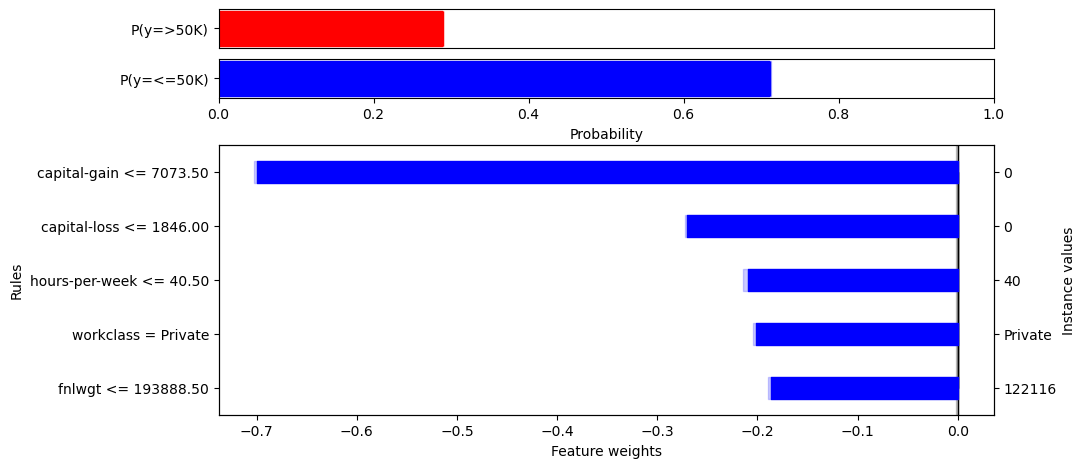 P(y=>50K)
P(y=<=50K)
0.0 0.2 0.4 0.6 0.8 1.0
Probability
capital-gain <= 7073.50 0
capital-loss <= 1846.00 0
hours-per-week <= 40.50 40
workclass = Private Private
fnlwgt <= 193888.50 122116
Rules
Instance values
−0.7 −0.6 −0.5 −0.4 −0.3 −0.2 −0.1 0.0
Feature weights